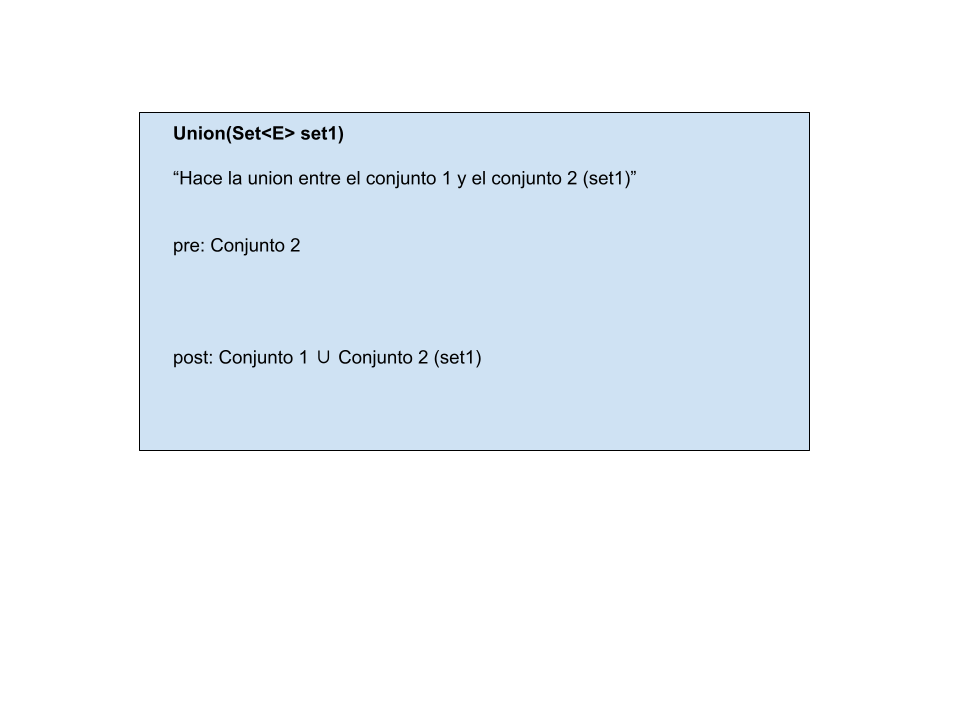 Union(Set<E> set1)
“Hace la union entre el conjunto 1 y el conjunto 2 (set1)”
pre: Conjunto 2
post: Conjunto 1 ∪ Conjunto 2 (set1)